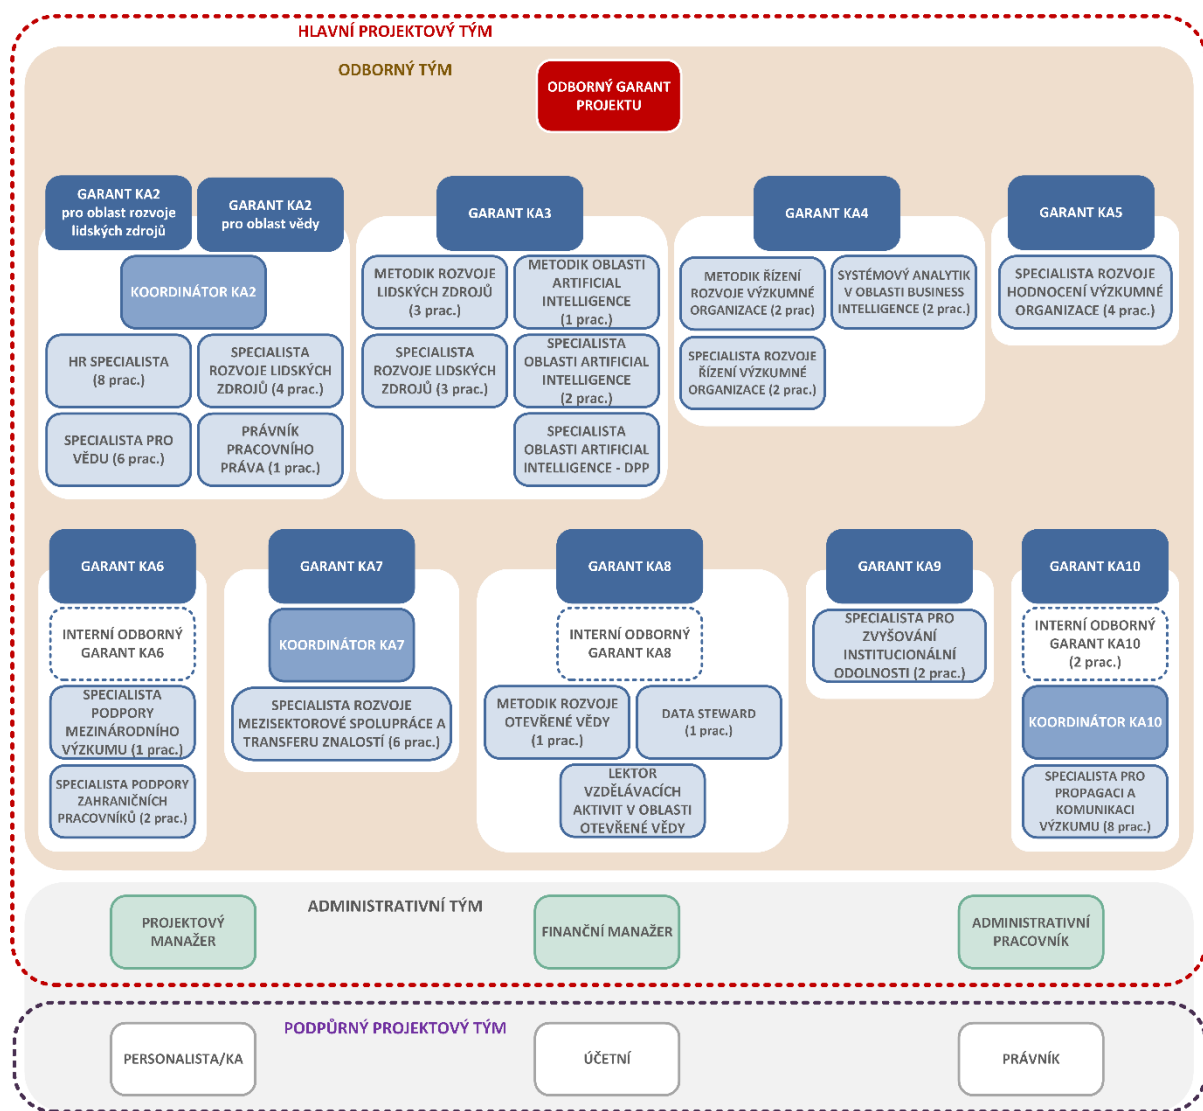 HLAVNÍ PROJEKTOVÝ TÝM
ODBORNÝ TÝM
ODBORNÝ GARANT
PROJEKTU
GARANT KA2
pro oblast rozvoje
lidských zdrojů
GARANT KA2
pro oblast vědy
KOORDINÁTOR KA2
HR SPECIALISTA
(8 prac.)
SPECIALISTA
ROZVOJE LIDSKÝCH
ZDROJŮ (4 prac.)
SPECIALISTA PRO
VĚDU (6 prac.)
PRÁVNÍK
PRACOVNÍHO
PRÁVA (1 prac.)
GARANT KA3
METODIK ROZVOJE
LIDSKÝCH ZDROJŮ
(3 prac.)
METODIK OBLASTI
ARTIFICIAL
INTELLIGENCE
(1 prac.)
SPECIALISTA
ROZVOJE LIDSKÝCH
ZDROJŮ (3 prac.)
SPECIALISTA
OBLASTI ARTIFICIAL
INTELLIGENCE
(2 prac.)
SPECIALISTA
OBLASTI ARTIFICIAL
INTELLIGENCE - DPP
GARANT KA4
METODIK ŘÍZENÍ
ROZVOJE VÝZKUMNÉ
ORGANIZACE (2 prac)
SYSTÉMOVÝ ANALYTIK
V OBLASTI BUSINESS
INTELLIGENCE (2 prac.)
SPECIALISTA ROZVOJE
ŘÍZENÍ VÝZKUMNÉ
ORGANIZACE (2 prac.)
GARANT KA5
SPECIALISTA ROZVOJE
HODNOCENÍ VÝZKUMNÉ
ORGANIZACE (4 prac.)
GARANT KA6
INTERNÍ ODBORNÝ
GARANT KA6
SPECIALISTA
PODPORY
MEZINÁRODNÍHO
VÝZKUMU (1 prac.)
SPECIALISTA PODPORY
ZAHRANIČNÍCH
PRACOVNÍKŮ (2 prac.)
GARANT KA7
KOORDINÁTOR KA7
SPECIALISTA ROZVOJE
MEZISEKTOROVÉ SPOLUPRÁCE A
TRANSFERU ZNALOSTÍ (6 prac.)
GARANT KA8
INTERNÍ ODBORNÝ
GARANT KA8
METODIK ROZVOJE
OTEVŘENÉ VĚDY
(1 prac.)
DATA STEWARD
(1 prac.)
LEKTOR
VZDĚLÁVACÍCH
AKTIVIT V OBLASTI
OTEVŘENÉ VĚDY
GARANT KA9
SPECIALISTA PRO
ZVYŠOVÁNÍ
INSTITUCIONÁLNÍ
ODOLNOSTI (2 prac.)
GARANT KA10
INTERNÍ ODBORNÝ
GARANT KA10
(2 prac.)
KOORDINÁTOR KA10
SPECIALISTA PRO
PROPAGACI A
KOMUNIKACI
VÝZKUMU (8 prac.)
ADMINISTRATIVNÍ TÝM
PROJEKTOVÝ
MANAŽER
FINANČNÍ MANAŽER
ADMINISTRATIVNÍ
PRACOVNÍK
PODPŮRNÝ PROJEKTOVÝ TÝM
PERSONALISTA/KA
ÚČETNÍ
PRÁVNÍK